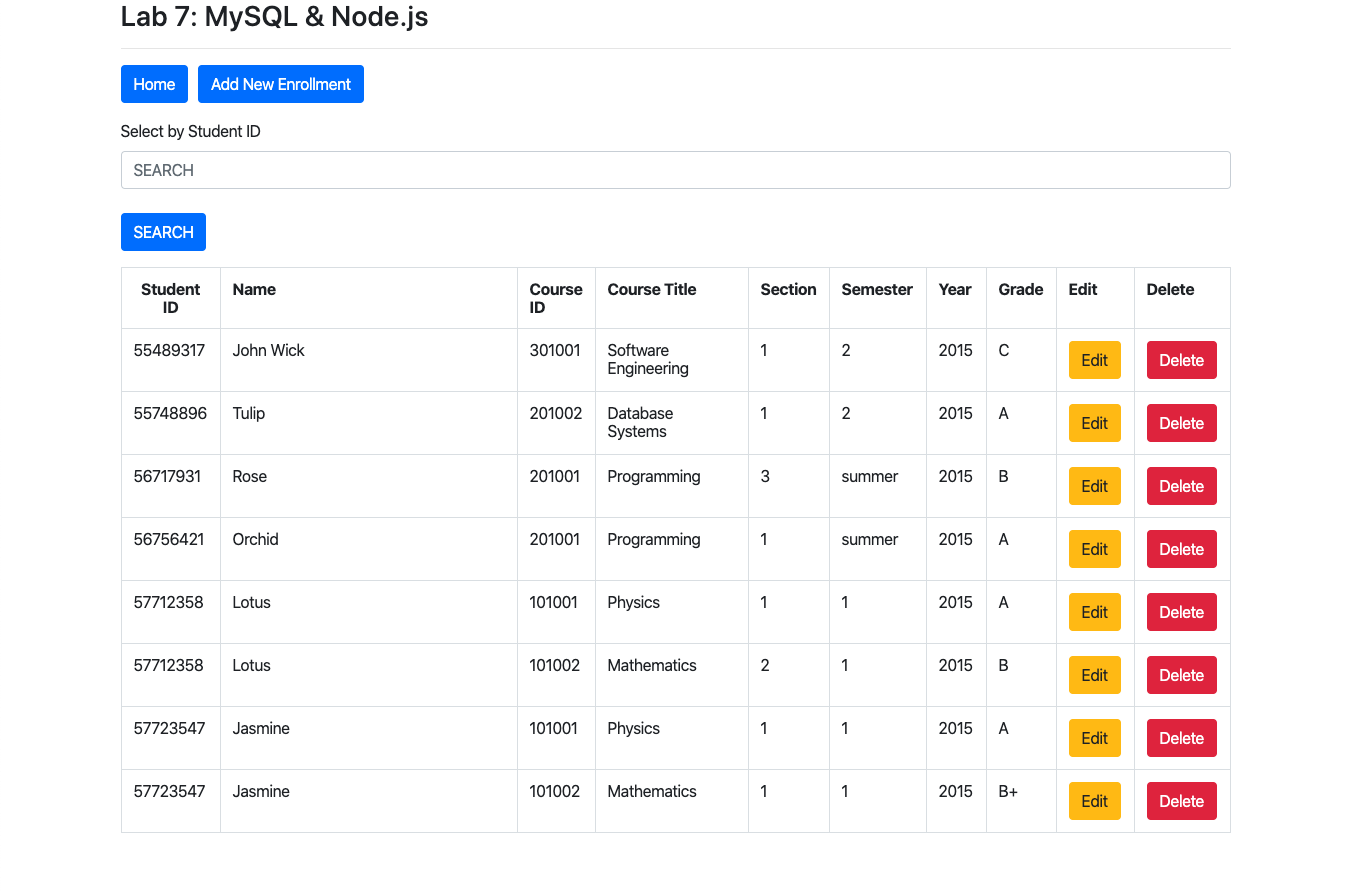 Lab 7: MySQL & Node.js
Home Add New Enrollment
Select by Student ID
SEARCH
SEARCH
Student ID Name Course ID Course Title Section Semester Year Grade Edit Delete
55489317 John Wick 301001 Software Engineering 1 2 2015 C Edit Delete
55748896 Tulip 201002 Database Systems 1 2 2015 A Edit Delete
56717931 Rose 201001 Programming 3 summer 2015 B Edit Delete
56756421 Orchid 201001 Programming 1 summer 2015 A Edit Delete
57712358 Lotus 101001 Physics 1 1 2015 A Edit Delete
57712358 Lotus 101002 Mathematics 2 1 2015 B Edit Delete
57723547 Jasmine 101001 Physics 1 1 2015 A Edit Delete
57723547 Jasmine 101002 Mathematics 1 1 2015 B+ Edit Delete